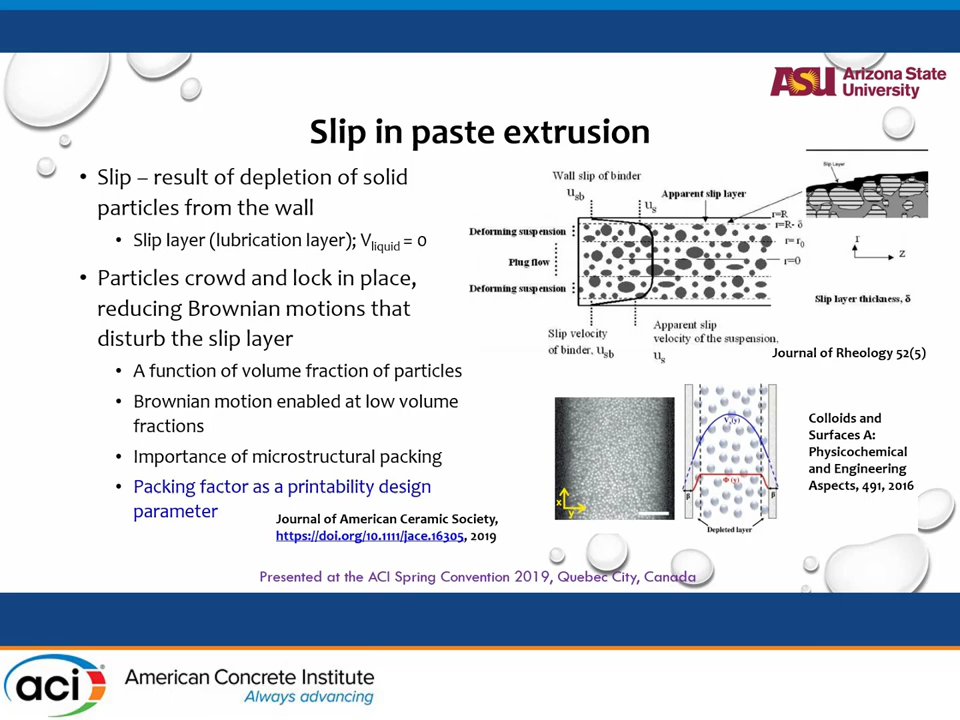 ASU Arizona State
University
Slip in paste extrusion
• Slip – result of depletion of solid
particles from the wall
• Slip layer (lubrication layer); Vliquid = 0
• Particles crowd and lock in place,
reducing Brownian motions that
disturb the slip layer
• A function of volume fraction of particles
• Brownian motion enabled at low volume
fractions
• Importance of microstructural packing
• Packing factor as a printability design
parameter
Journal of American Ceramic Society,
https://doi.org/10.1111/jace.16305, 2019
Wall slip of binder
usb
us
Apparent slip layer
Slip Layer
r=R
r=R- δ
r= r0
r=0
r
z
Deforming suspension
Plug flow
Deforming suspension
Slip layer thickness, δ
Slip velocity
of binder, usb
Apparent slip
velocity of the suspension,
us
Journal of Rheology 52(5)
x
y
Vx(y)
Φ (y)
β
β
Depleted layer
Colloids and
Surfaces A:
Physicochemical
and Engineering
Aspects, 491, 2016
Presented at the ACI Spring Convention 2019, Quebec City, Canada
aci American Concrete Institute
Always advancing